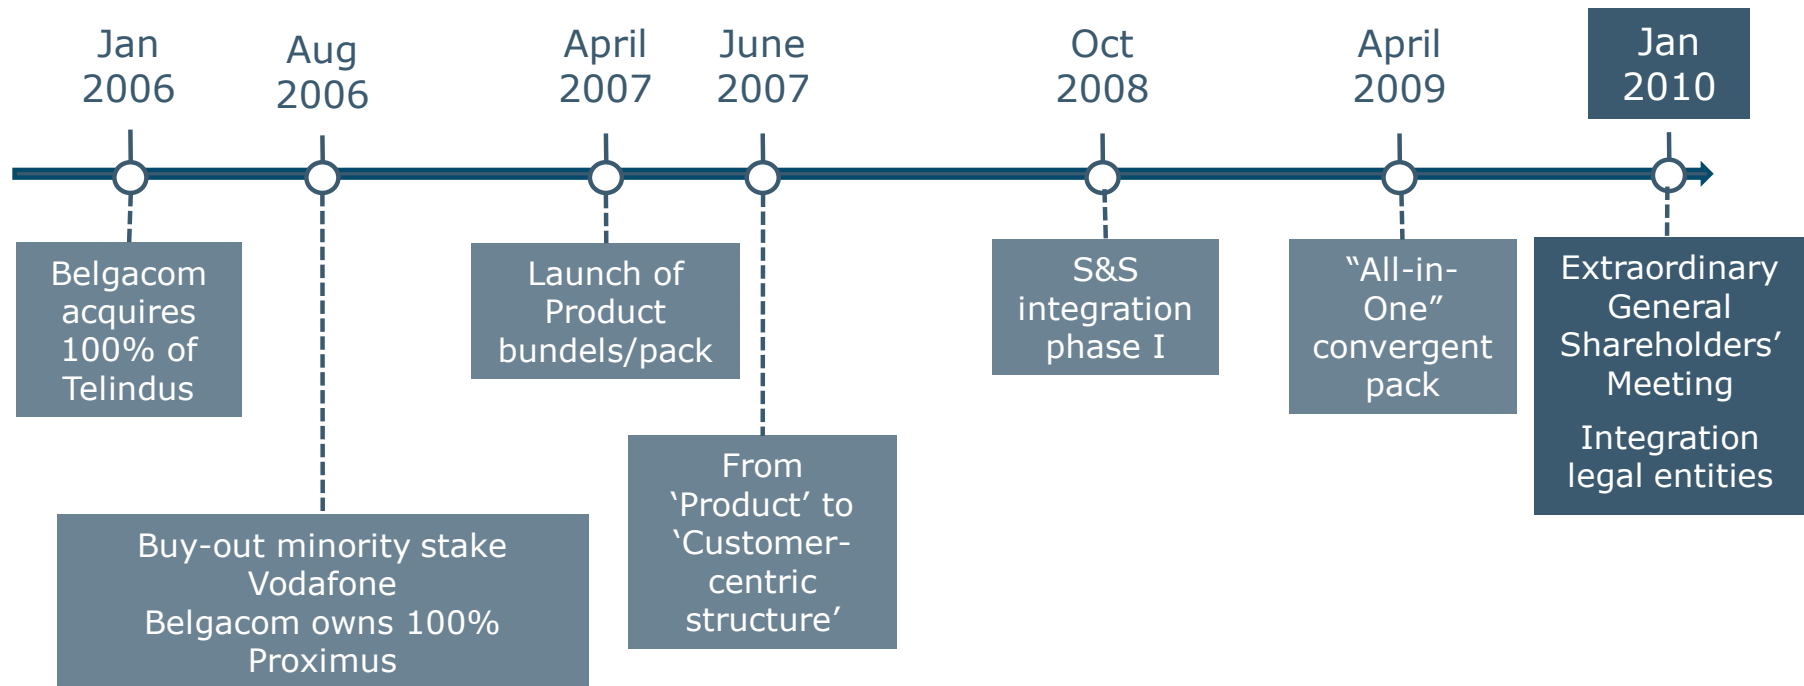 Jan
2006
Aug
2006
April
2007
June
2007
Oct
2008
April
2009
Jan
2010
Belgacom
acquires
100% of
Telindus
Buy-out minority stake
Vodafone
Belgacom owns 100%
Proximus
Launch of
Product
bundels/pack
From
‘Product’ to
‘Customer-
centric
structure’
S&S
integration
phase I
“All-in-
One”
convergent
pack
Extraordinary
General
Shareholders’
Meeting
Integration
legal entities